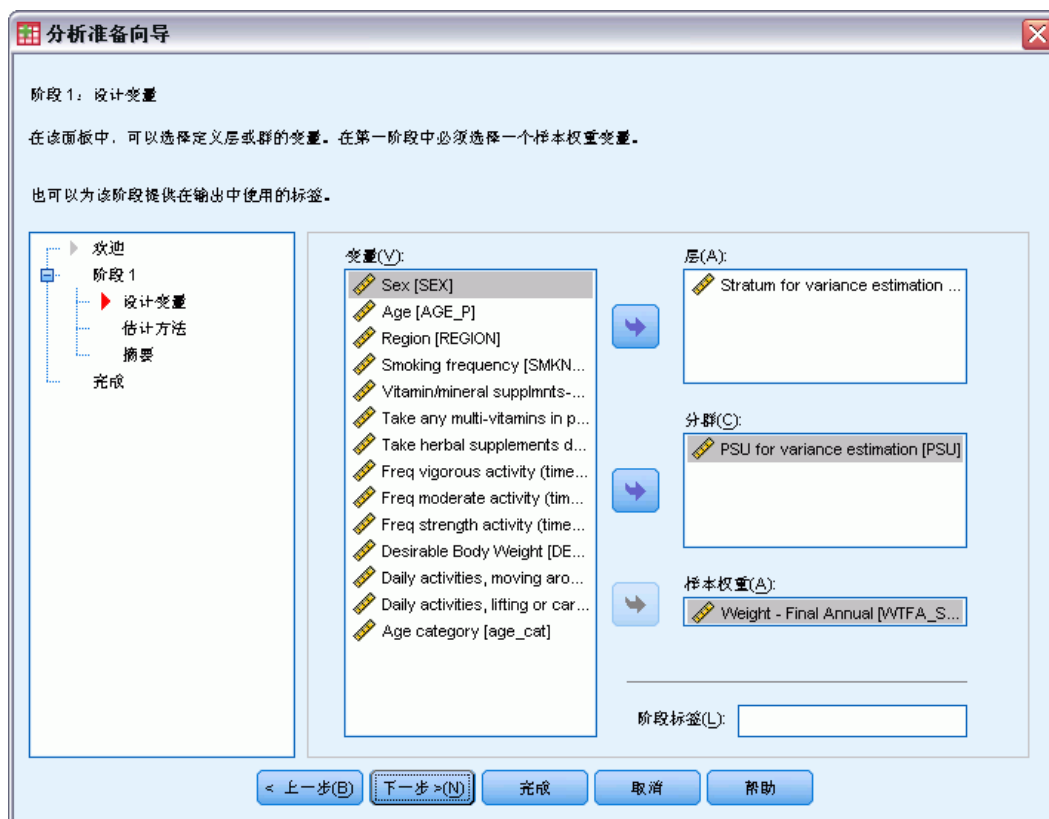 分析准备向导
阶段 1：设计变量
在该面板中，可以选择定义层或群的变量。在第一阶段中必须选择一个样本权重变量。
也可以为该阶段提供在输出中使用的标签。
欢迎
阶段 1
设计变量
估计方法
摘要
完成
变量(V):
Sex [SEX]
Age [AGE_P]
Region [REGION]
Smoking frequency [SMKN...
Vitamin/mineral supplmnts-...
Take any multi-vitamins in p...
Take herbal supplements d...
Freq vigorous activity (time...
Freq moderate activity (tim...
Freq strength activity (time...
Desirable Body Weight [DE...
Daily activities, moving aro...
Daily activities, lifting or car...
Age category [age_cat]
层(A):
Stratum for variance estimation ...
分群(C):
PSU for variance estimation [PSU]
样本权重(A):
Weight - Final Annual [WTFA_S...
阶段标签(L):
< 上一步(B)
下一步 >(N)
完成
取消
帮助